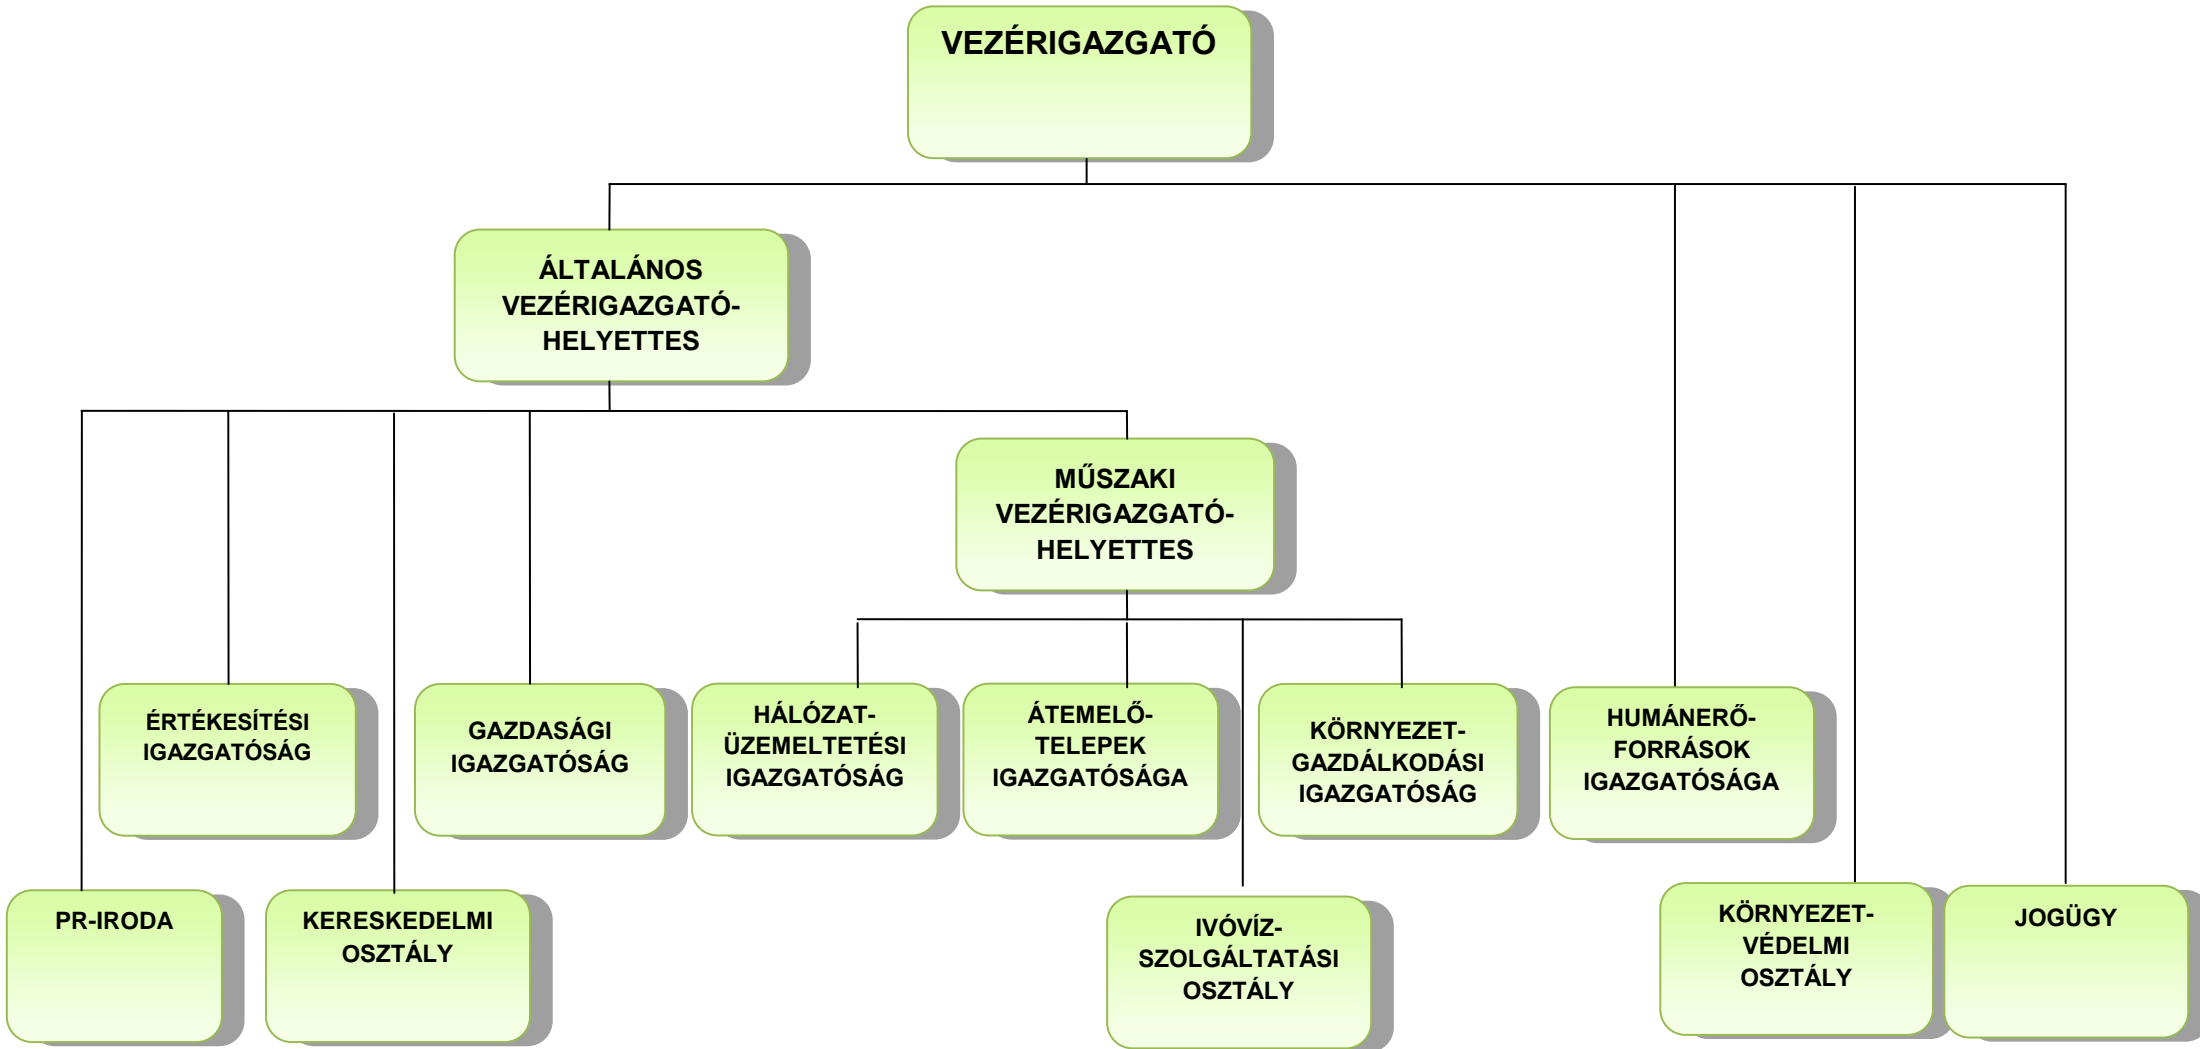 VEZÉRIGAZGATÓ
ÁLTALÁNOS
VEZÉRIGAZGATÓ-
HELYETTES
MŰSZAKI
VEZÉRIGAZGATÓ-
HELYETTES
ÉRTÉKESÍTÉSI
IGAZGATÓSÁG
GAZDASÁGI
IGAZGATÓSÁG
HÁLÓZAT-
ÜZEMELTETÉSI
IGAZGATÓSÁG
ÁTEMELŐ-
TELEPEK
IGAZGATÓSÁGA
KÖRNYEZET-
GAZDÁLKODÁSI
IGAZGATÓSÁG
HUMÁNERŐ-
FORRÁSOK
IGAZGATÓSÁGA
PR-IRODA
KERESKEDELMI
OSZTÁLY
IVÓVÍZ-
SZOLGÁLTATÁSI
OSZTÁLY
KÖRNYEZET-
VÉDELMI
OSZTÁLY
JOGÜGY